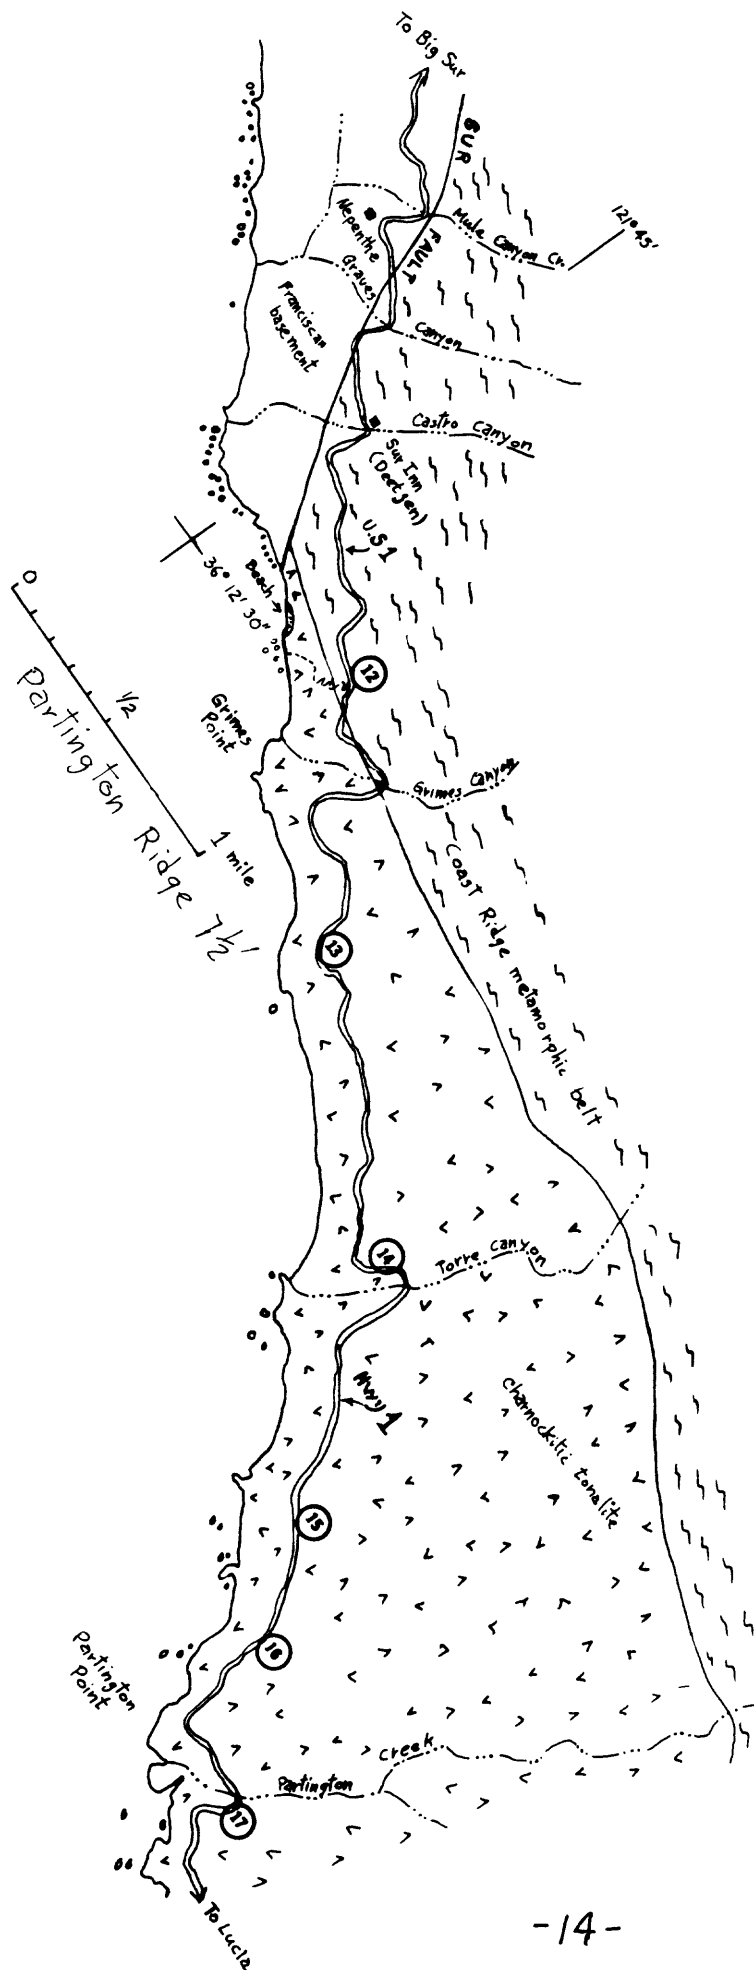 To Big Sur
SUR
FAULT
Mule Canyon Cr.
121° 45'
Nepenthe
Graves
Canyon
Franciscan
basement
Castro Canyon
Sur Inn
(Deetgen)
U.S 1
36° 12' 30"
Beach
0
1/2
1 mile
Partington Ridge 7½'
12
Grimes
Point
Grimes Canyon
Coast Ridge metamorphic belt
13
14
Torre Canyon
Hwy 1
charnockitic tonalite
15
16
Partington
Point
Partington
Creek
17
To Lucia
-14-